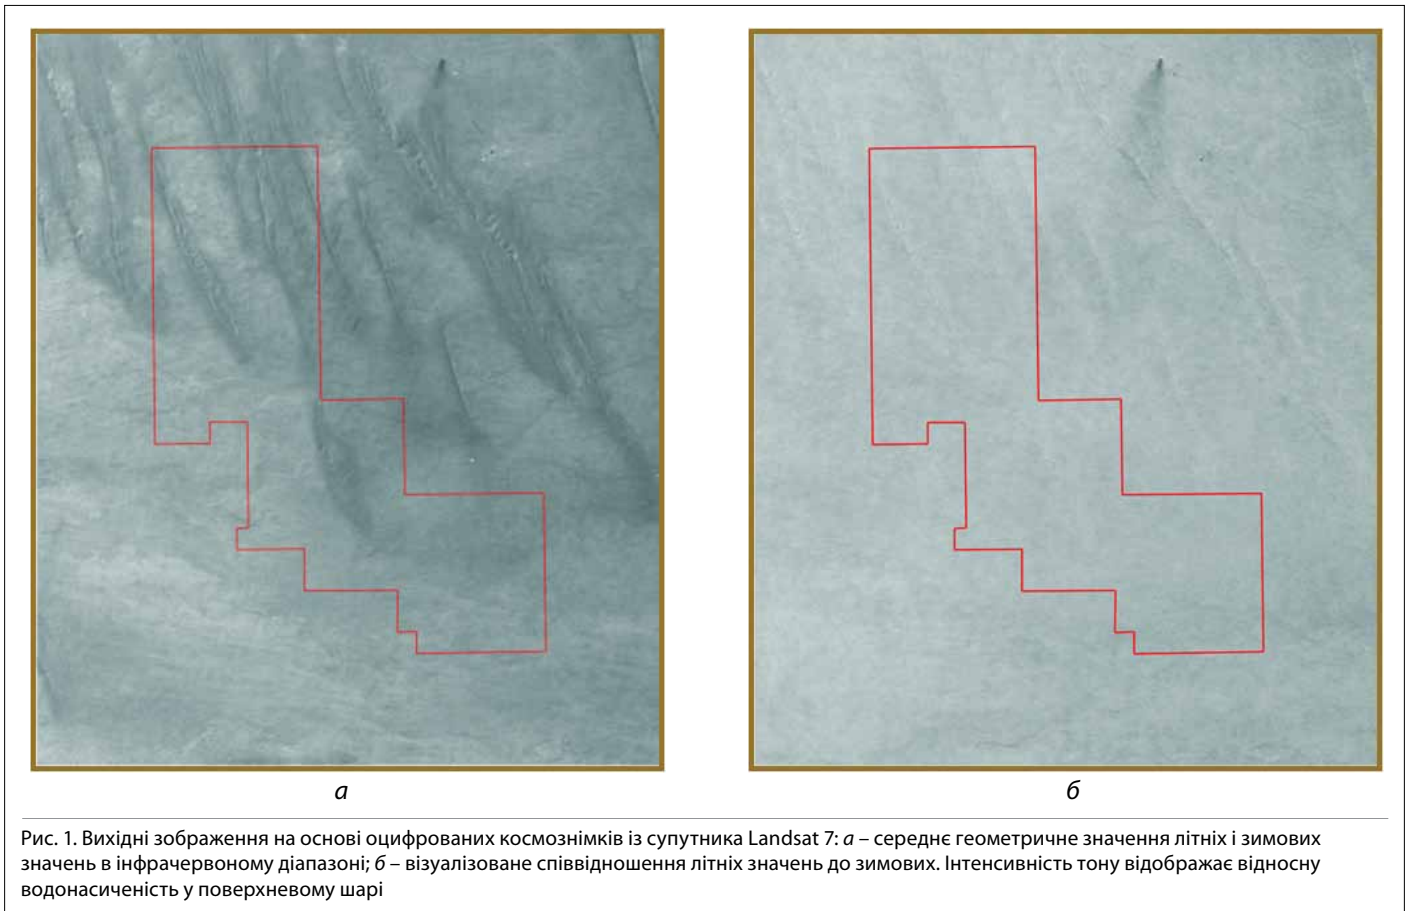 а
б
Рис. 1. Вихідні зображення на основі оцифрованих космознімків із супутника Landsat 7: а – середнє геометричне значення літніх і зимових
значень в інфрачервоному діапазоні; б – візуалізоване співвідношення літніх значень до зимових. Інтенсивність тону відображає відносну
водонасиченість у поверхневому шарі